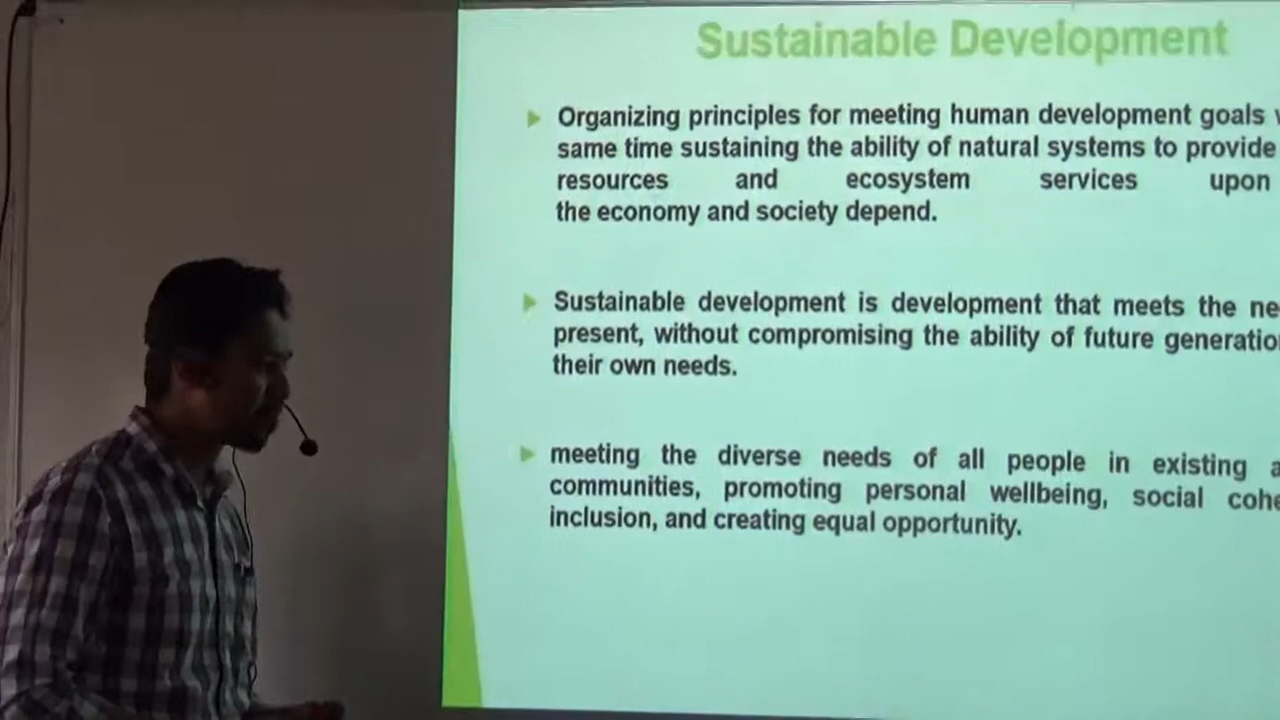 Sustainable Development
Organizing principles for meeting human development goals
same time sustaining the ability of natural systems to provide
resources and ecosystem services upon
the economy and society depend.
Sustainable development is development that meets the
present, without compromising the ability of future
their own needs.
meeting the diverse needs of all people in existing
communities, promoting personal wellbeing, social
inclusion, and creating equal opportunity.